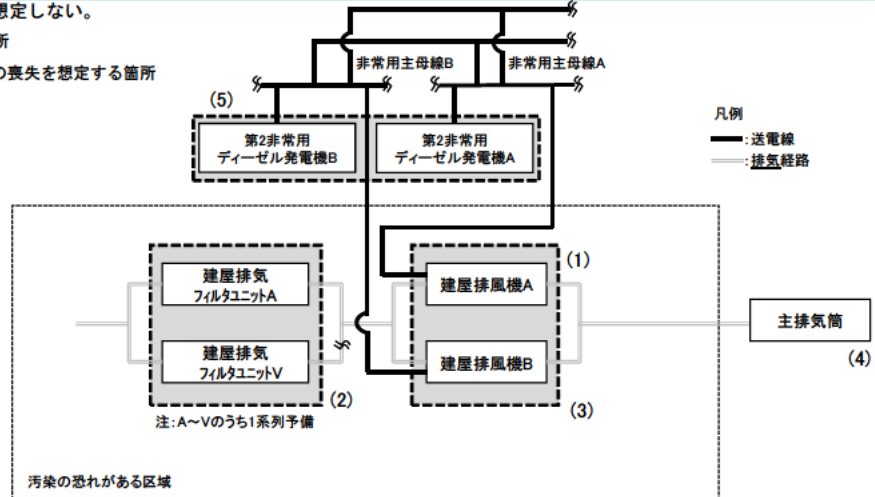 想定しない。
所
の喪失を想定する箇所
非常用主母線B
非常用主母線A
(5)
第2非常用
ディーゼル発電機B
第2非常用
ディーゼル発電機A
凡例
:送電線
:排気経路
建屋排気
フィルタユニットA
建屋排気
フィルタユニットV
(2)
注:A～Vのうち1系列予備
(1)
建屋排風機A
建屋排風機B
(3)
主排気筒
(4)
汚染の恐れがある区域